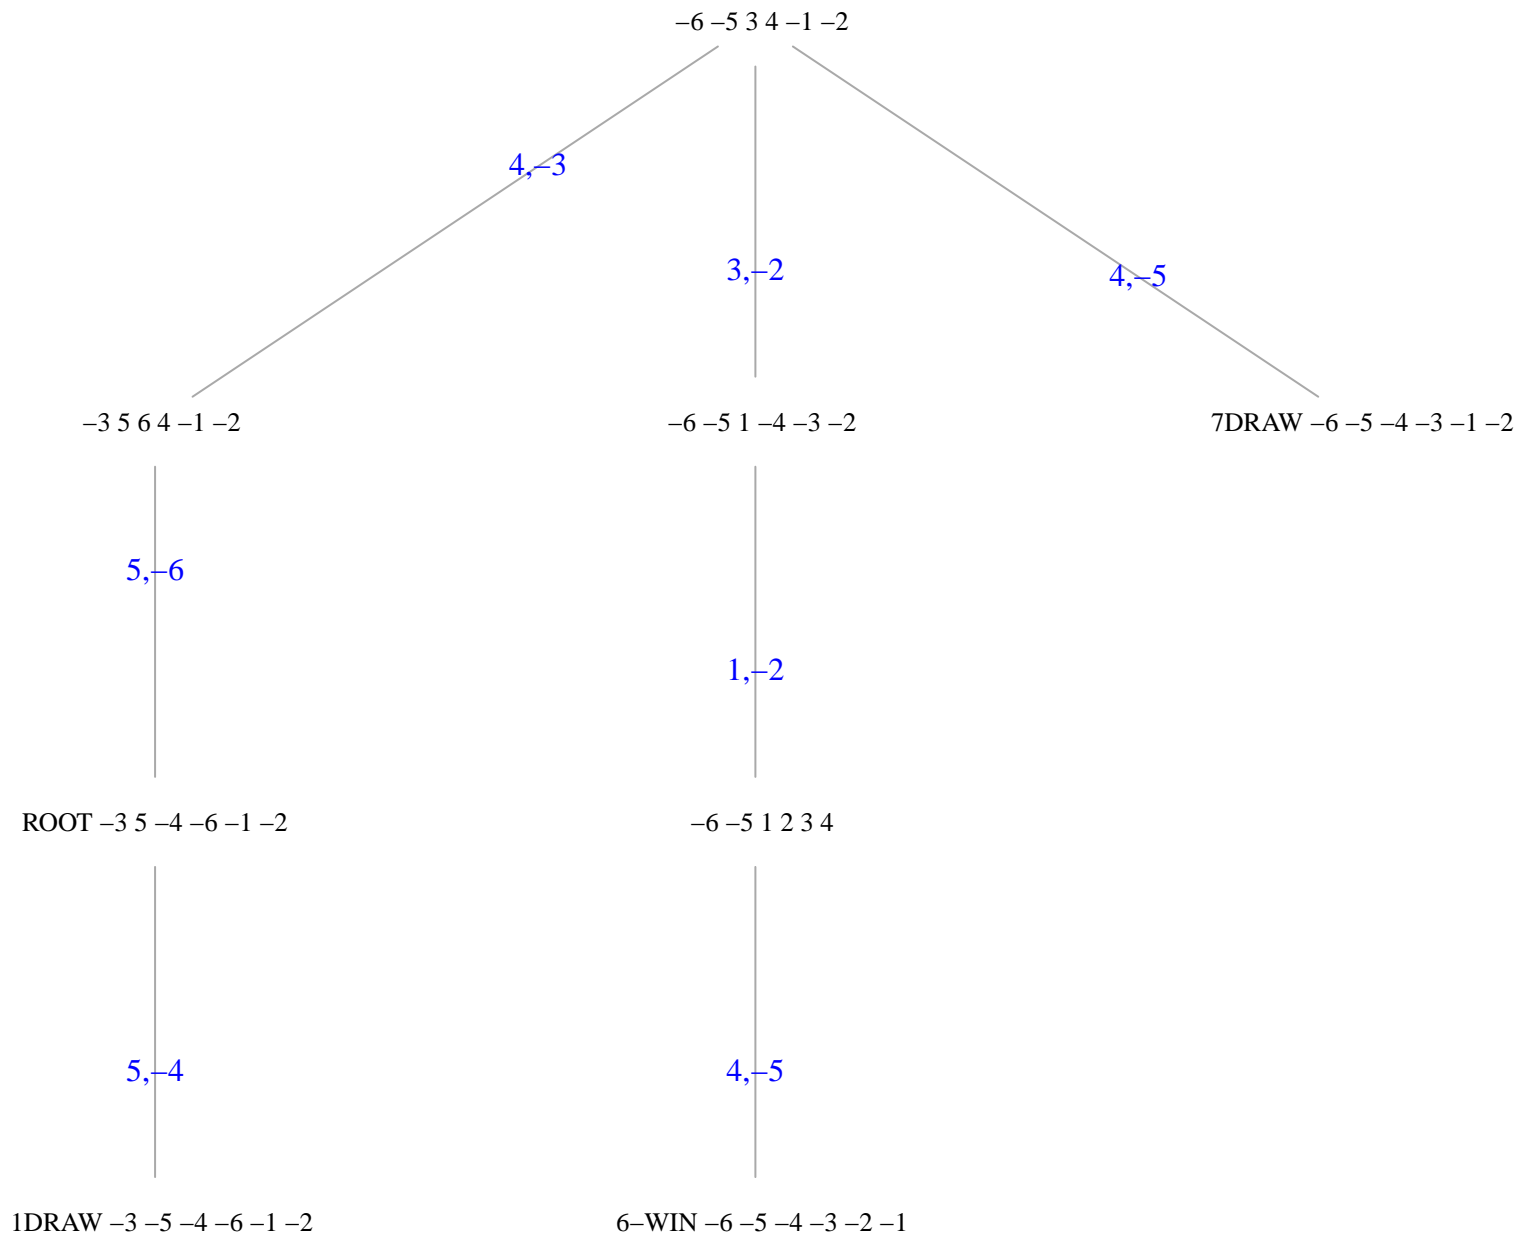 –6 –5 3 4 –1 –2
4,–3
3,–2
4,–5
–3 5 6 4 –1 –2
–6 –5 1 –4 –3 –2
7DRAW –6 –5 –4 –3 –1 –2
5,–6
1,–2
ROOT –3 5 –4 –6 –1 –2
–6 –5 1 2 3 4
5,–4
4,–5
1DRAW –3 –5 –4 –6 –1 –2
6–WIN –6 –5 –4 –3 –2 –1